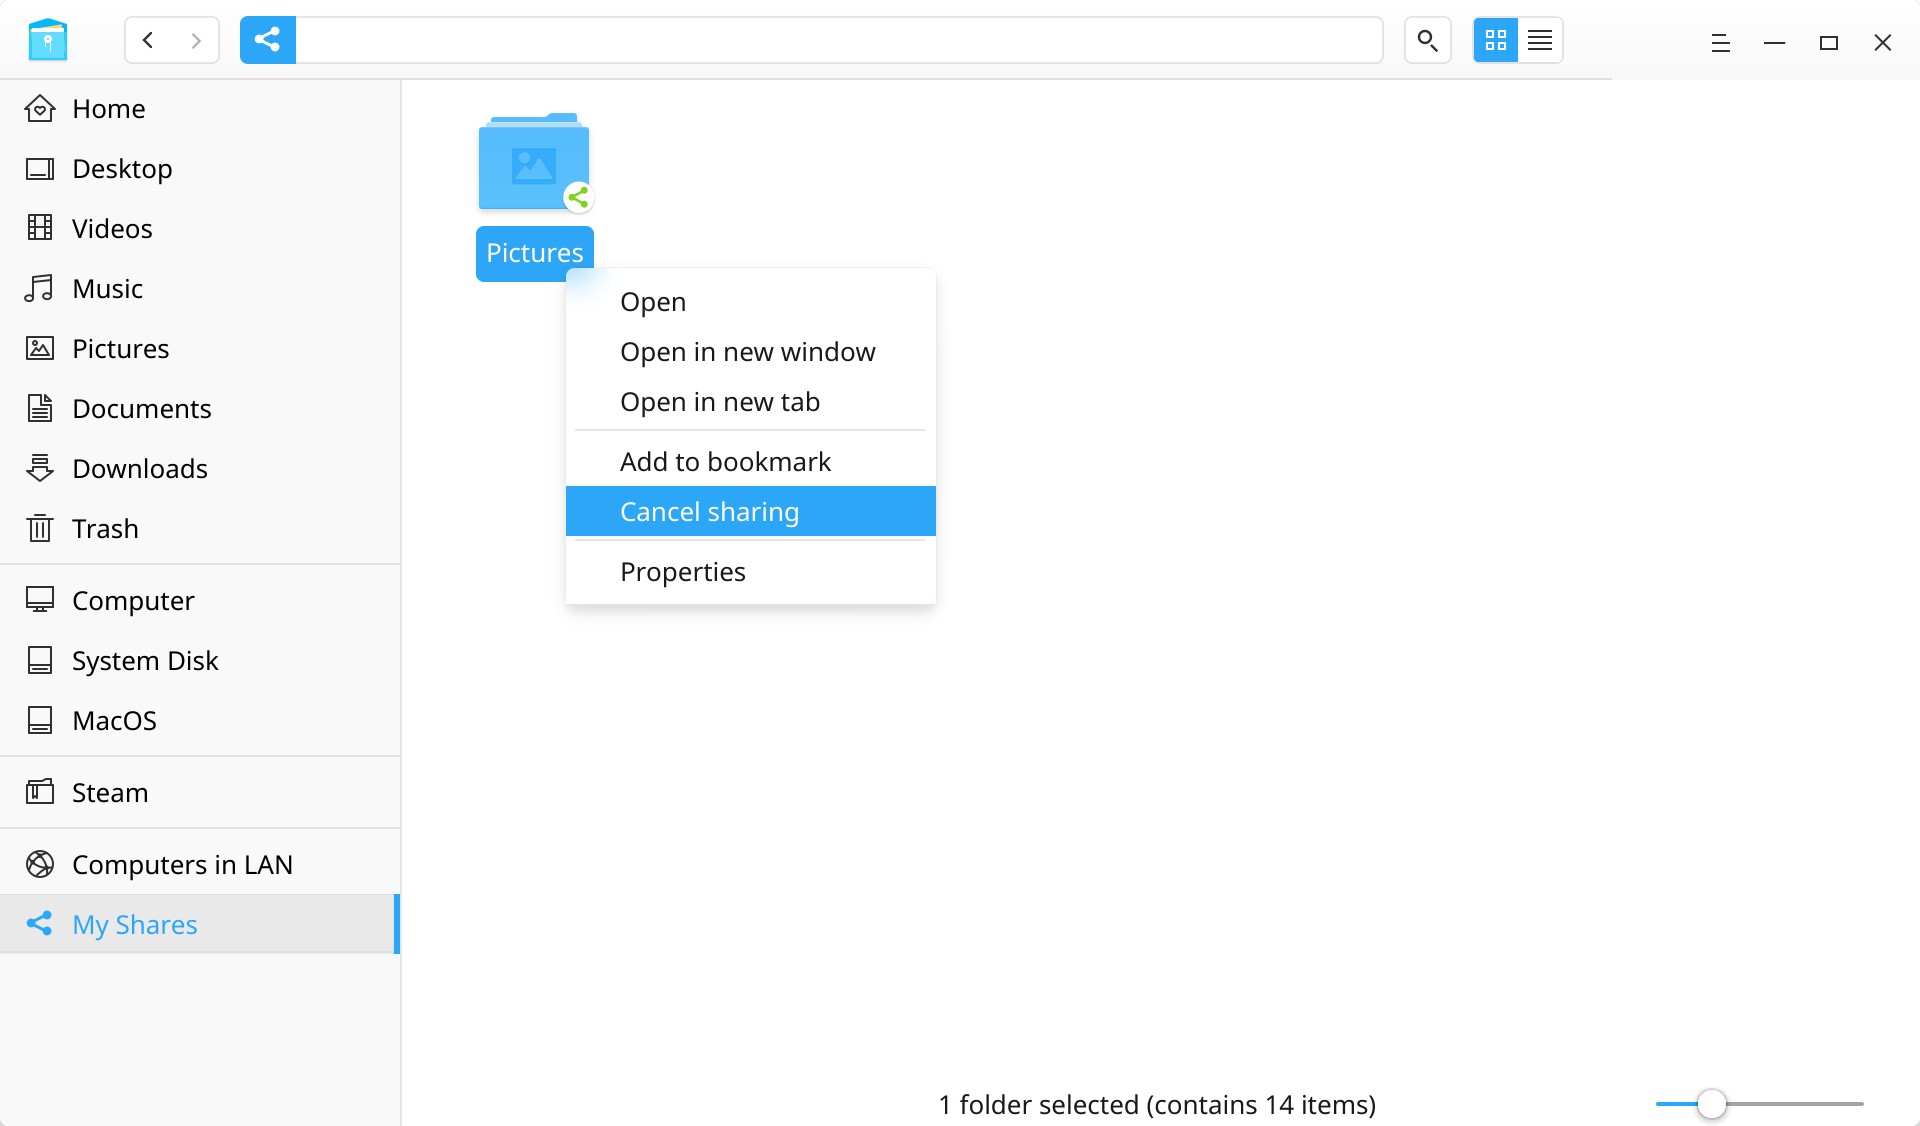 Home
Desktop
Videos
Music
Pictures
Documents
Downloads
Trash
Computer
System Disk
MacOS
Steam
Computers in LAN
My Shares
Pictures
Open
Open in new window
Open in new tab
Add to bookmark
Cancel sharing
Properties
1 folder selected (contains 14 items)